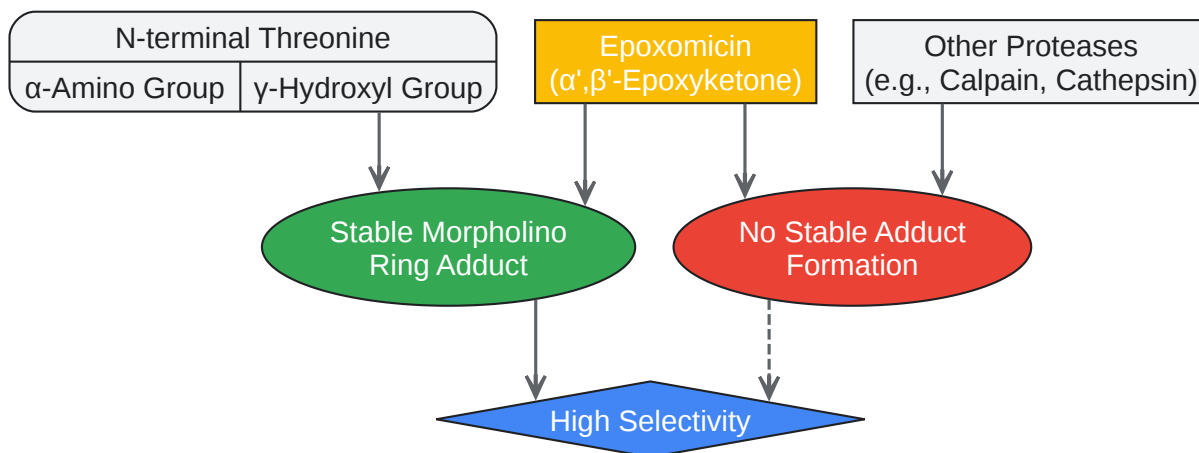 N-terminal Threonine
α-Amino Group
γ-Hydroxyl Group
Epoxomicin
(α',β'-Epoxyketone)
Other Proteases
(e.g., Calpain, Cathepsin)
Stable Morpholino
Ring Adduct
No Stable Adduct
Formation
High Selectivity